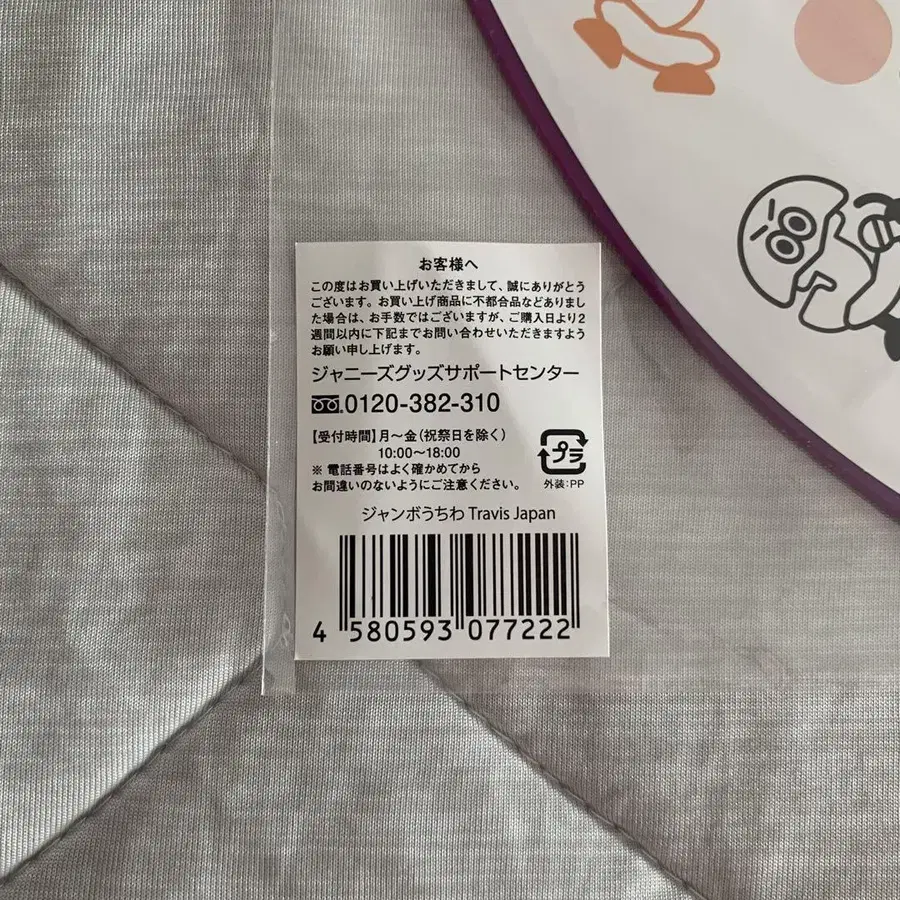 お客様へ
この度はお買い上げいただきまして、誠にありがとう
ございます。お買い上げ商品に不都合品などありまし
た場合は、お手数ではございますが、ご購入日より2
週間以内に下記までお問い合わせいただきますよう
お願い申し上げます。
ジャニーズグッズサポートセンター
0120-382-310
【受付時間】月〜金(祝祭日を除く)
10:00〜18:00
※ 電話番号はよく確かめてから
お間違いのないようにご注意ください。
プラ
外装:PP
ジャンボうちわ Travis Japan
4 580593 077222